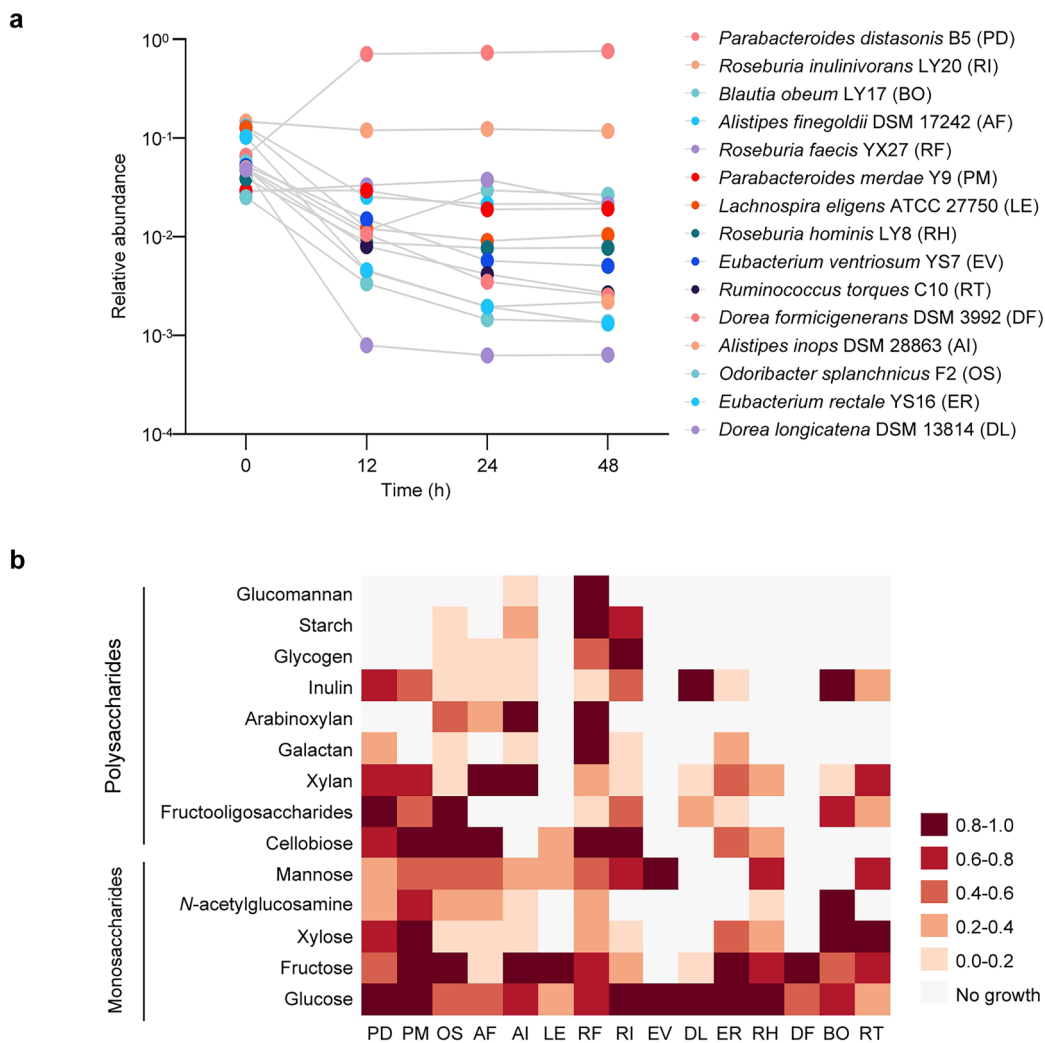 a
10⁰
10⁻¹
10⁻²
10⁻³
10⁻⁴
Relative abundance
0 12 24 48
Time (h)
Parabacteroides distasonis B5 (PD)
Roseburia inulinivorans LY20 (RI)
Blautia obeum LY17 (BO)
Alistipes finegoldii DSM 17242 (AF)
Roseburia faecis YX27 (RF)
Parabacteroides merdae Y9 (PM)
Lachnospira eligens ATCC 27750 (LE)
Roseburia hominis LY8 (RH)
Eubacterium ventriosum YS7 (EV)
Ruminococcus torques C10 (RT)
Dorea formicigenerans DSM 3992 (DF)
Alistipes inops DSM 28863 (AI)
Odoribacter splanchnicus F2 (OS)
Eubacterium rectale YS16 (ER)
Dorea longicatena DSM 13814 (DL)
b
Polysaccharides
Glucomannan
Starch
Glycogen
Inulin
Arabinoxylan
Galactan
Xylan
Fructooligosaccharides
Cellobiose
Monosaccharides
Mannose
N-acetylglucosamine
Xylose
Fructose
Glucose
PD PM OS AF AI LE RF RI EV DL ER RH DF BO RT
0.8-1.0
0.6-0.8
0.4-0.6
0.2-0.4
0.0-0.2
No growth